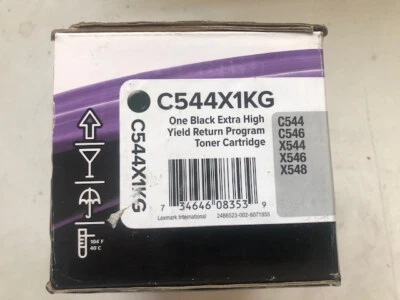 C544X1KG
C544X1KG
One Black Extra High
Yield Return Program
Toner Cartridge
C544
C546
X544
X546
X548
7 34646 08353 9
Lexmark International
104 F
40 C